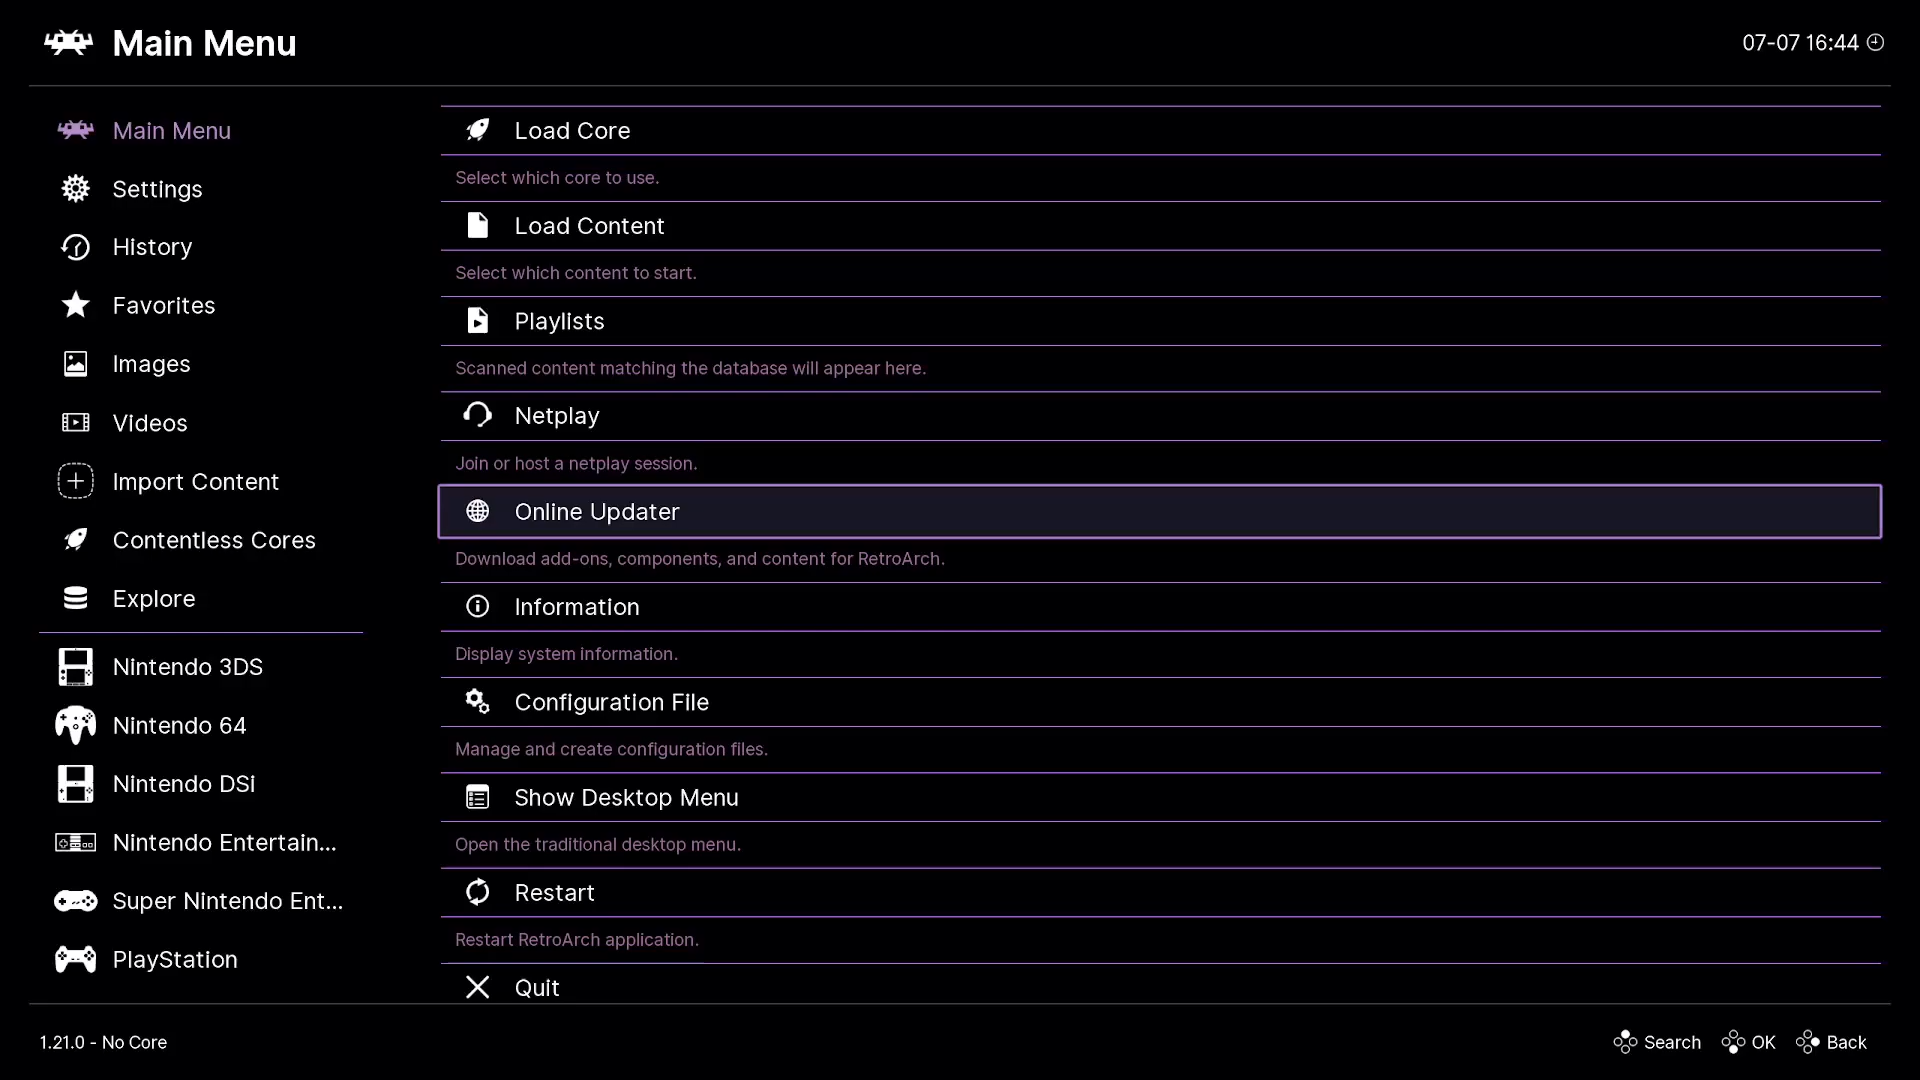 Main Menu
07-07 16:44
Main Menu
Settings
History
Favorites
Images
Videos
Import Content
Contentless Cores
Explore
Nintendo 3DS
Nintendo 64
Nintendo DSi
Nintendo Entertain...
Super Nintendo Ent...
PlayStation
Load Core
Select which core to use.
Load Content
Select which content to start.
Playlists
Scanned content matching the database will appear here.
Netplay
Join or host a netplay session.
Online Updater
Download add-ons, components, and content for RetroArch.
Information
Display system information.
Configuration File
Manage and create configuration files.
Show Desktop Menu
Open the traditional desktop menu.
Restart
Restart RetroArch application.
Quit
1.21.0 - No Core
Search OK Back